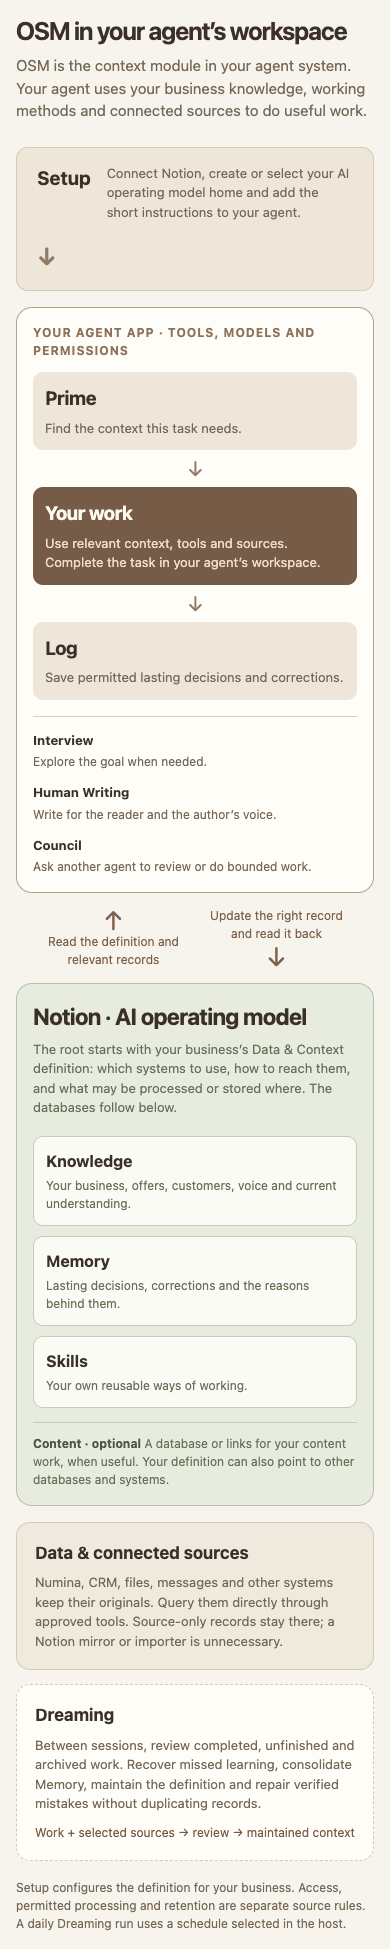 OSM in your agent's workspace
OSM is the context module in your agent system.
Your agent uses your business knowledge, working
methods and connected sources to do useful work.
Setup
Connect Notion, create or select your AI
operating model home and add the
short instructions to your agent.
YOUR AGENT APP · TOOLS, MODELS AND
PERMISSIONS
Prime
Find the context this task needs.
Your work
Use relevant context, tools and sources.
Complete the task in your agent's workspace.
Log
Save permitted lasting decisions and corrections.
Interview
Explore the goal when needed.
Human Writing
Write for the reader and the author's voice.
Council
Ask another agent to review or do bounded work.
Read the definition and
relevant records
Update the right record
and read it back
Notion · AI operating model
The root starts with your business's Data & Context
definition: which systems to use, how to reach them,
and what may be processed or stored where. The
databases follow below.
Knowledge
Your business, offers, customers, voice and current
understanding.
Memory
Lasting decisions, corrections and the reasons
behind them.
Skills
Your own reusable ways of working.
Content · optional A database or links for your content
work, when useful. Your definition can also point to other
databases and systems.
Data & connected sources
Numina, CRM, files, messages and other systems
keep their originals. Query them directly through
approved tools. Source-only records stay there; a
Notion mirror or importer is unnecessary.
Dreaming
Between sessions, review completed, unfinished and
archived work. Recover missed learning, consolidate
Memory, maintain the definition and repair verified
mistakes without duplicating records.
Work + selected sources → review → maintained context
Setup configures the definition for your business. Access,
permitted processing and retention are separate source rules.
A daily Dreaming run uses a schedule selected in the host.